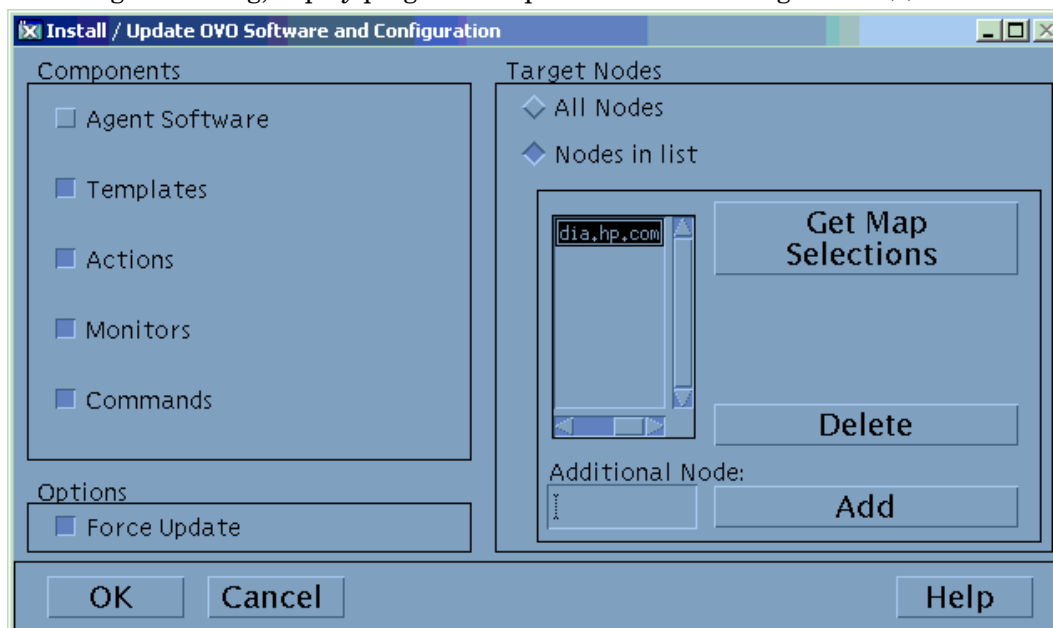 Install / Update OVO Software and Configuration
Components
Agent Software
Templates
Actions
Monitors
Commands
Options
Force Update
Target Nodes
All Nodes
Nodes in list
dia.hp.com
Get Map
Selections
Delete
Additional Node:
Add
OK
Cancel
Help